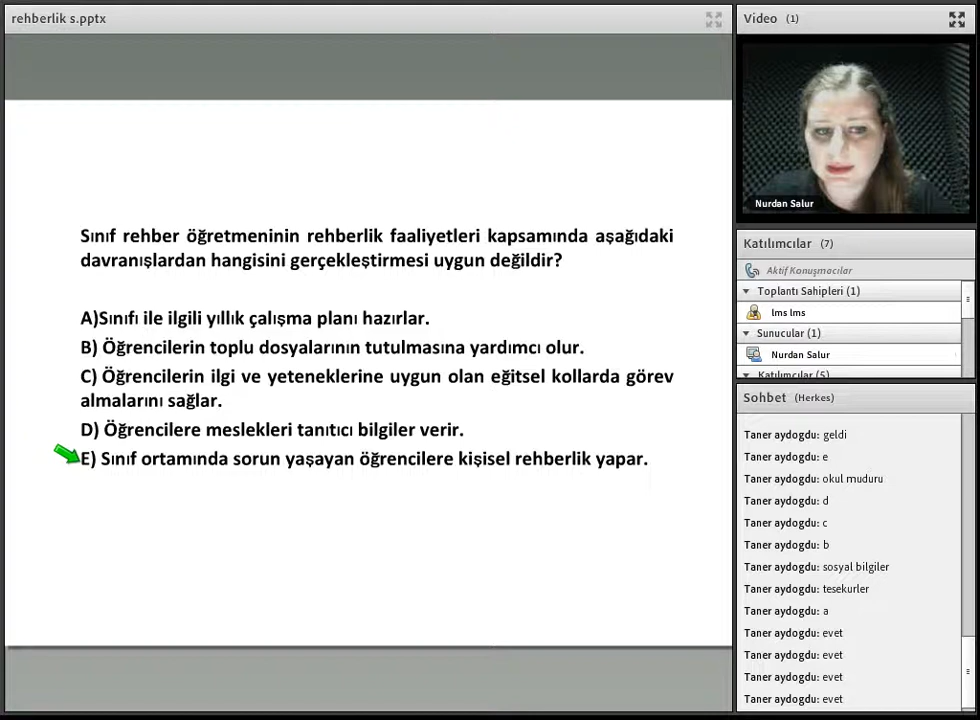 rehberlik s.pptx
Sınıf rehber öğretmeninin rehberlik faaliyetleri kapsamında aşağıdaki
davranışlardan hangisini gerçekleştirmesi uygun değildir?
A)Sınıfı ile ilgili yıllık çalışma planı hazırlar.
B) Öğrencilerin toplu dosyalarının tutulmasına yardımcı olur.
C) Öğrencilerin ilgi ve yeteneklerine uygun olan eğitsel kollarda görev
almalarını sağlar.
D) Öğrencilere meslekleri tanıtıcı bilgiler verir.
E) Sınıf ortamında sorun yaşayan öğrencilere kişisel rehberlik yapar.
Video (1)
Nurdan Salur
Katılımcılar (7)
Aktif Konuşmacılar
Toplantı Sahipleri (1)
lms lms
Sunucular (1)
Nurdan Salur
Katılımcılar (5)
Sohbet (Herkes)
Taner aydogdu: geldi
Taner aydogdu: e
Taner aydogdu: okul muduru
Taner aydogdu: d
Taner aydogdu: c
Taner aydogdu: b
Taner aydogdu: sosyal bilgiler
Taner aydogdu: tesekurler
Taner aydogdu: a
Taner aydogdu: evet
Taner aydogdu: evet
Taner aydogdu: evet
Taner aydogdu: evet